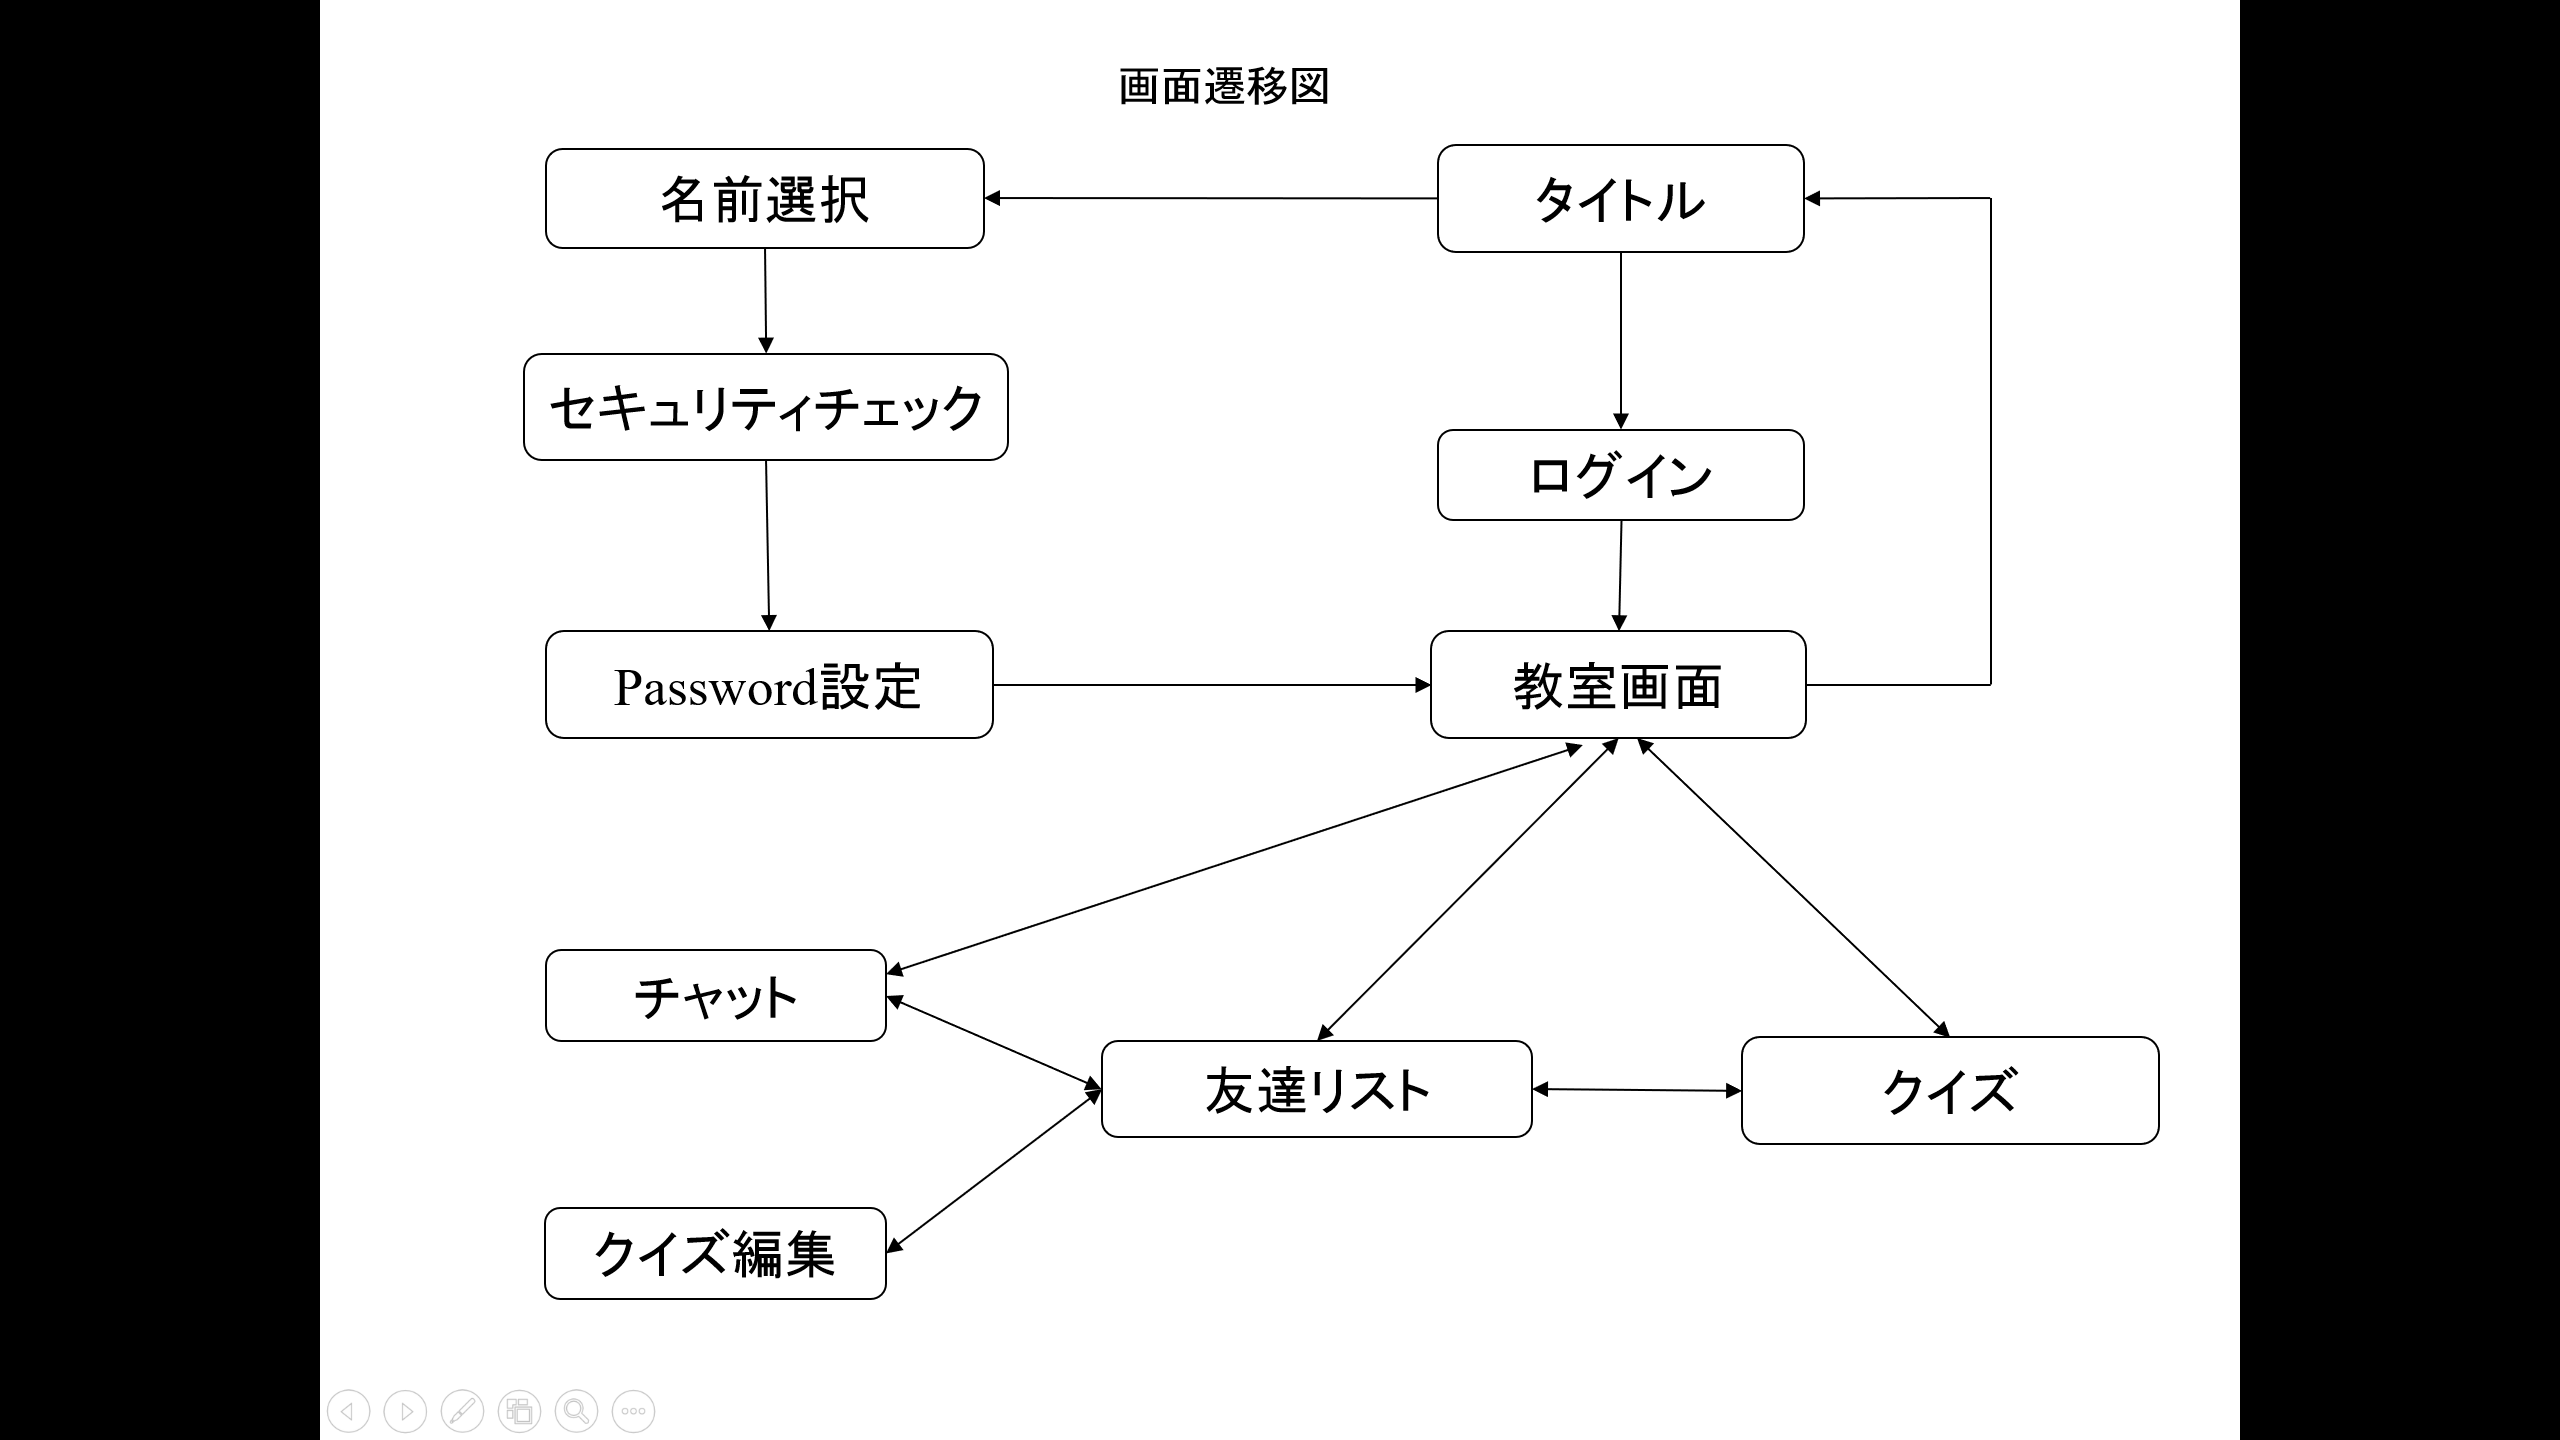 画面遷移図
名前選択
タイトル
セキュリティチェック
ログイン
Password設定
教室画面
チャット
友達リスト
クイズ
クイズ編集